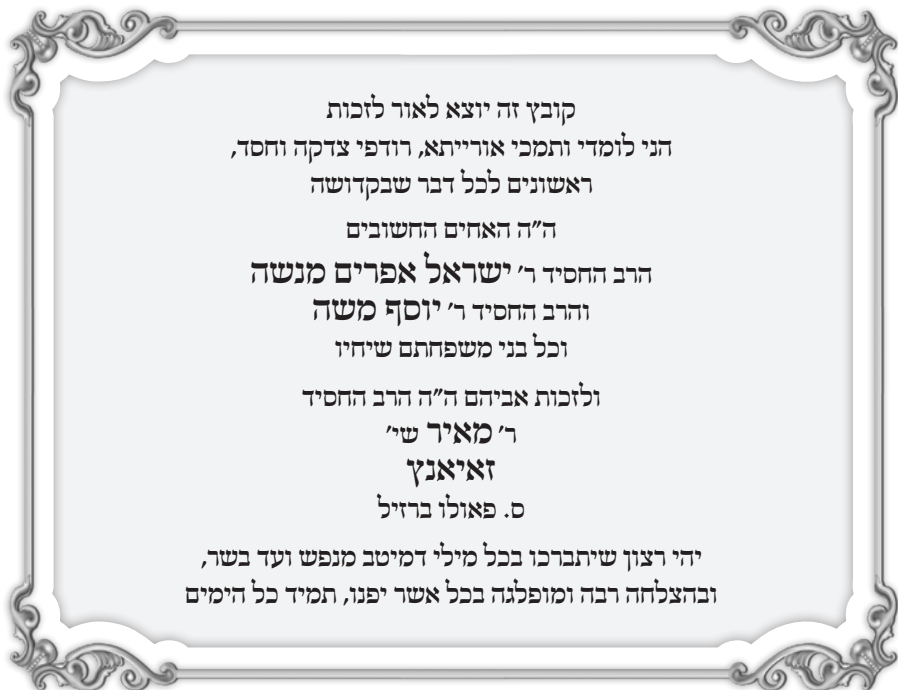 קובץ זה יוצא לאור לזכות
הני לומדי ותמכי אורייתא, רודפי צדקה וחסד,
ראשונים לכל דבר שבקדושה
ה״ה האחים החשובים
הרב החסיד ר׳ ישראל אפרים מנשה
והרב החסיד ר׳ יוסף משה
וכל בני משפחתם שיחיו
ולזכות אביהם ה״ה הרב החסיד
ר׳ מאיר שי׳
זאיאנץ
ס. פאולו ברזיל
יהי רצון שיתברכו בכל מילי דמיטב מנפש ועד בשר,
ובהצלחה רבה ומופלגה בכל אשר יפנו, תמיד כל הימים